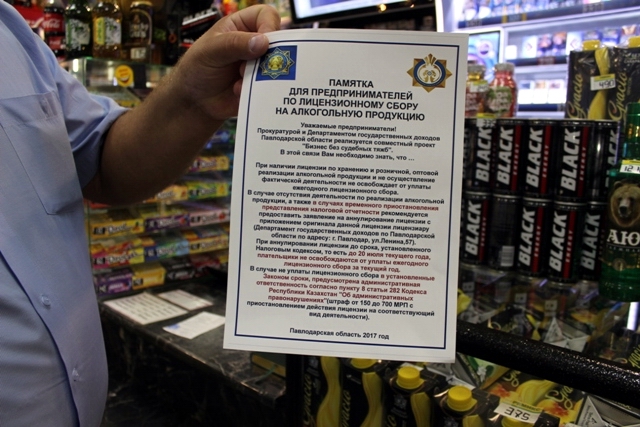 ПАМЯТКА
ДЛЯ ПРЕДПРИНИМАТЕЛЕЙ
ПО ЛИЦЕНЗИОННОМУ СБОРУ
НА АЛКОГОЛЬНУЮ ПРОДУКЦИЮ
Уважаемые предприниматели!
Прокуратурой и Департаментом государственных доходов
Павлодарской области реализуется совместный проект
"Бизнес без судебных тяжб".
В этой связи Вам необходимо знать, что ...
При наличии лицензии по хранению и розничной, оптовой
реализации алкогольной продукции и не осуществление
фактической деятельности не освобождает от уплаты
ежегодного лицензионного сбора.
В случае отсутствия деятельности по реализации алкогольной
продукции, а также в случаях временного приостановления
представления налоговой отчетности рекомендуется
предоставить заявление на аннулирование лицензии с
приложением оригинала данной лицензии лицензиару
(Департамент государственных доходов по Павлодарской
области по адресу: г. Павлодар, ул.Ленина,57).
При аннулировании лицензии до срока, установленного
Налоговым кодексом, то есть до 20 июля текущего года,
плательщики не освобождаются от уплаты ежегодного
лицензионного сбора за текущий год.
В случае не уплаты лицензионного сбора в установленные
Законом сроки, предусмотрена административная
ответственность согласно пункту 8 статьи 282 Кодекса
Республики Казахстан "Об административных
правонарушениях"(штраф от 150 до 700 МРП) с
приостановлением действия лицензии на соответствующий
вид деятельности).
Павлодарская область 2017 год
BLACK
BLACK
BLACK
BLACK
BLACK
BLACK
Gracio
490
395